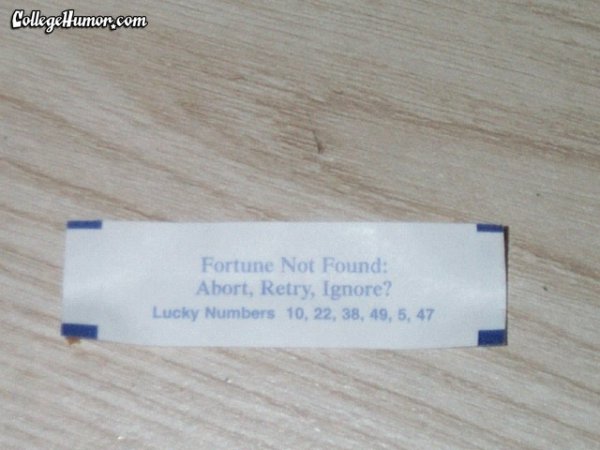 CollegeHumor.com
Fortune Not Found:
Abort, Retry, Ignore?
Lucky Numbers 10, 22, 38, 49, 5, 47